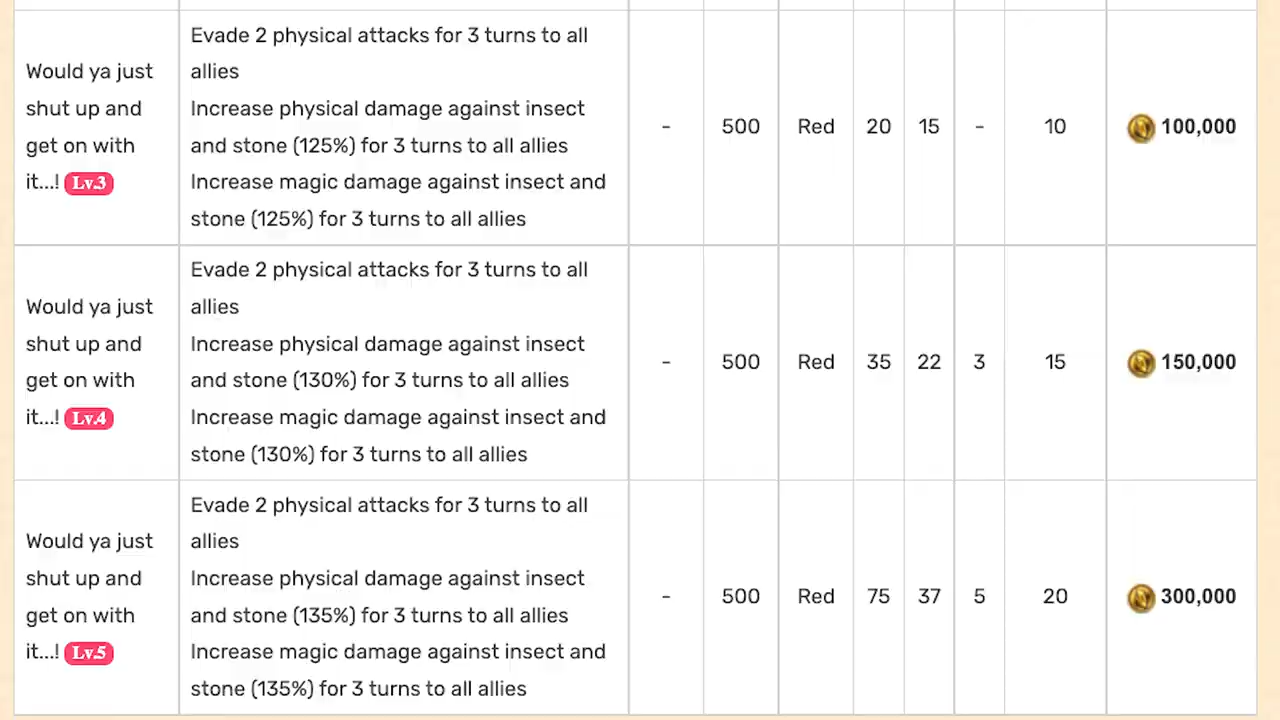 Would ya just
shut up and
get on with
it...! Lv.3
Evade 2 physical attacks for 3 turns to all
allies
Increase physical damage against insect
and stone (125%) for 3 turns to all allies
Increase magic damage against insect and
stone (125%) for 3 turns to all allies
- 500 Red 20 15 - 10 100,000
Would ya just
shut up and
get on with
it...! Lv.4
Evade 2 physical attacks for 3 turns to all
allies
Increase physical damage against insect
and stone (130%) for 3 turns to all allies
Increase magic damage against insect and
stone (130%) for 3 turns to all allies
- 500 Red 35 22 3 15 150,000
Would ya just
shut up and
get on with
it...! Lv.5
Evade 2 physical attacks for 3 turns to all
allies
Increase physical damage against insect
and stone (135%) for 3 turns to all allies
Increase magic damage against insect and
stone (135%) for 3 turns to all allies
- 500 Red 75 37 5 20 300,000